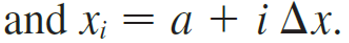 and xᵢ = a + i Δx.